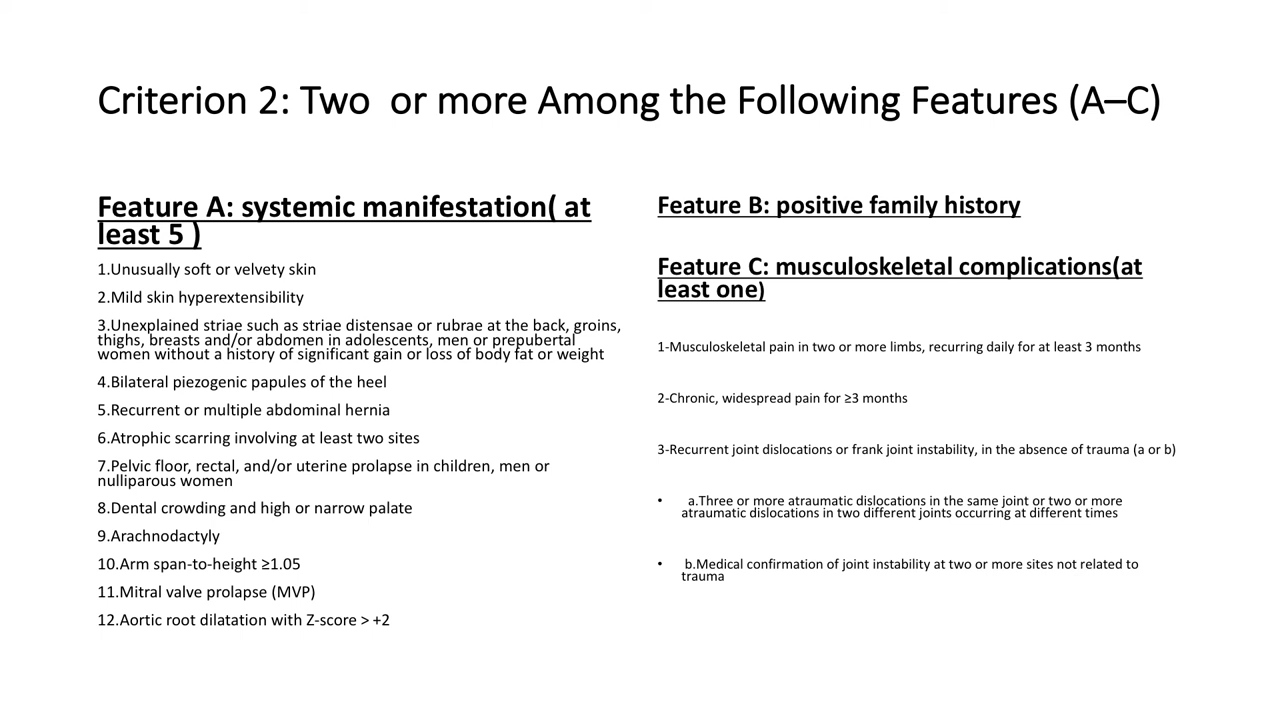 Criterion 2: Two  or more Among the Following Features (A–C)
Feature A: systemic manifestation( at
least 5 )
1.Unusually soft or velvety skin
2.Mild skin hyperextensibility
3.Unexplained striae such as striae distensae or rubrae at the back, groins,
thighs, breasts and/or abdomen in adolescents, men or prepubertal
women without a history of significant gain or loss of body fat or weight
4.Bilateral piezogenic papules of the heel
5.Recurrent or multiple abdominal hernia
6.Atrophic scarring involving at least two sites
7.Pelvic floor, rectal, and/or uterine prolapse in children, men or
nulliparous women
8.Dental crowding and high or narrow palate
9.Arachnodactyly
10.Arm span-to-height ≥1.05
11.Mitral valve prolapse (MVP)
12.Aortic root dilatation with Z-score > +2
Feature B: positive family history
Feature C: musculoskeletal complications(at
least one)
1-Musculoskeletal pain in two or more limbs, recurring daily for at least 3 months
2-Chronic, widespread pain for ≥3 months
3-Recurrent joint dislocations or frank joint instability, in the absence of trauma (a or b)
• a.Three or more atraumatic dislocations in the same joint or two or more
atraumatic dislocations in two different joints occurring at different times
• b.Medical confirmation of joint instability at two or more sites not related to
trauma